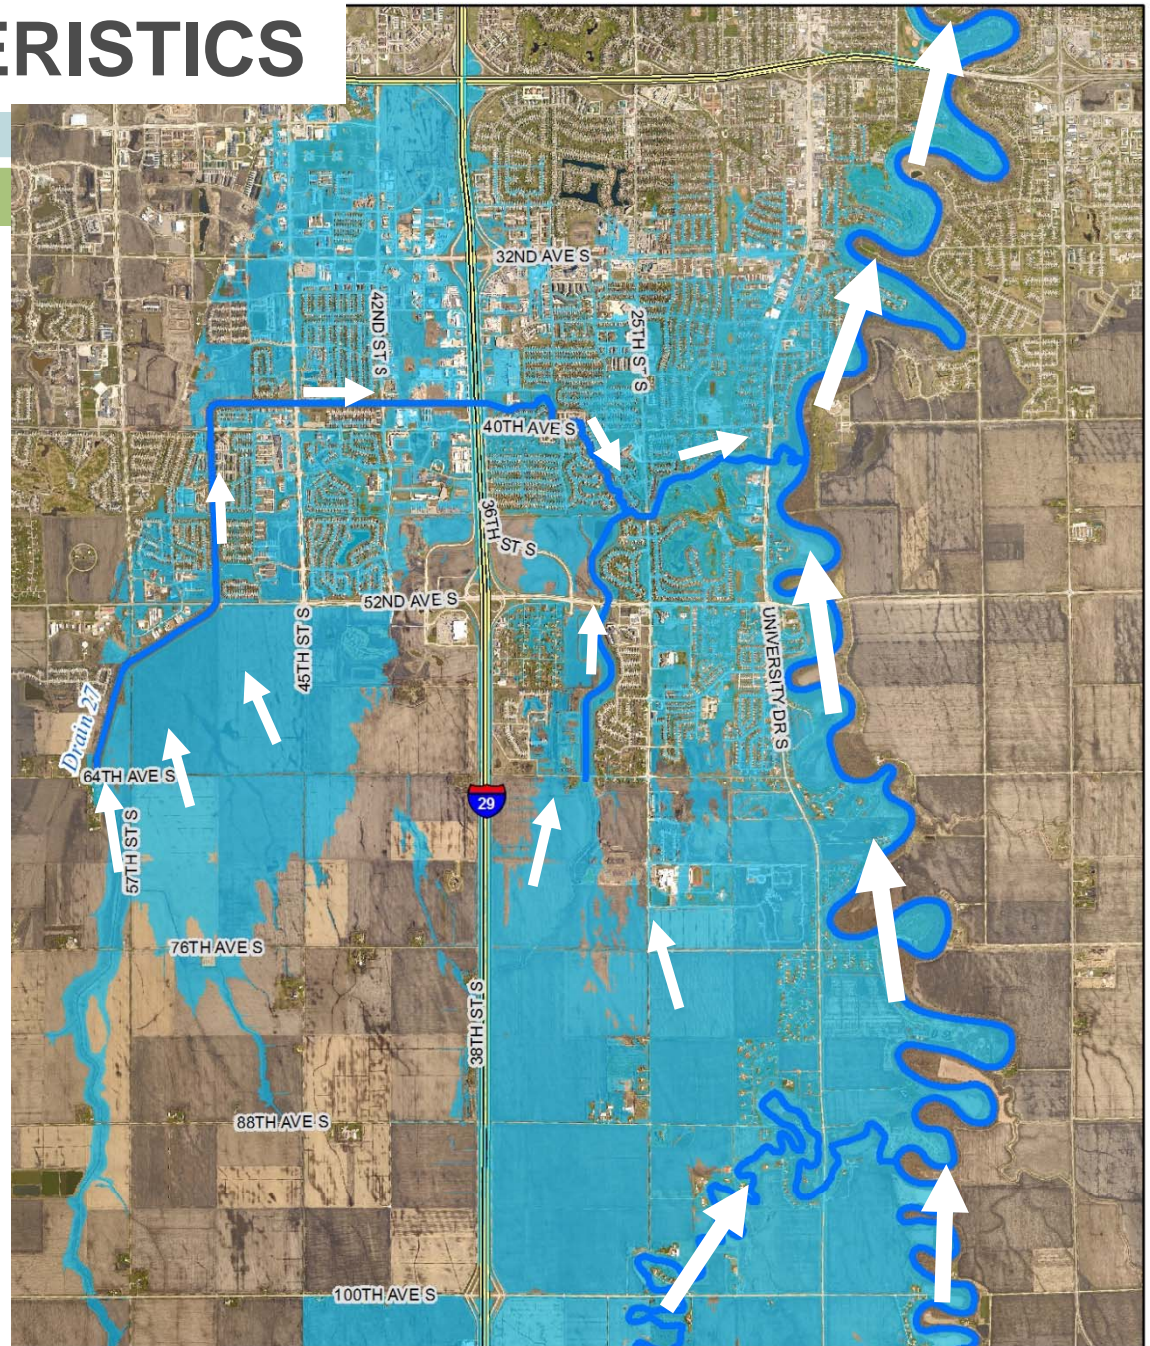 ERISTICS
32ND AVE S
42ND ST S
25TH ST S
40TH AVE S
36TH ST S
52ND AVE S
45TH ST S
UNIVERSITY DR S
Drain 27
64TH AVE S
29
57TH ST S
76TH AVE S
38TH ST S
88TH AVE S
100TH AVE S